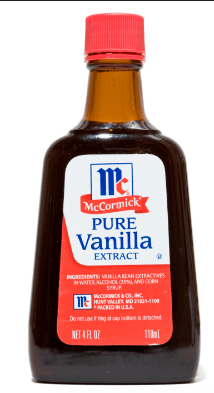 Mc
McCormick
PURE
Vanilla
EXTRACT
INGREDIENTS: VANILLA BEAN EXTRACTIVES
IN WATER, ALCOHOL (35%), AND CORN
SYRUP.
Mc McCORMICK & CO., INC.
HUNT VALLEY, MD 21031-1100
* PACKED IN U.S.A.
Do not use if ring at cap bottom is detached.
NET 4 FL OZ 118mL